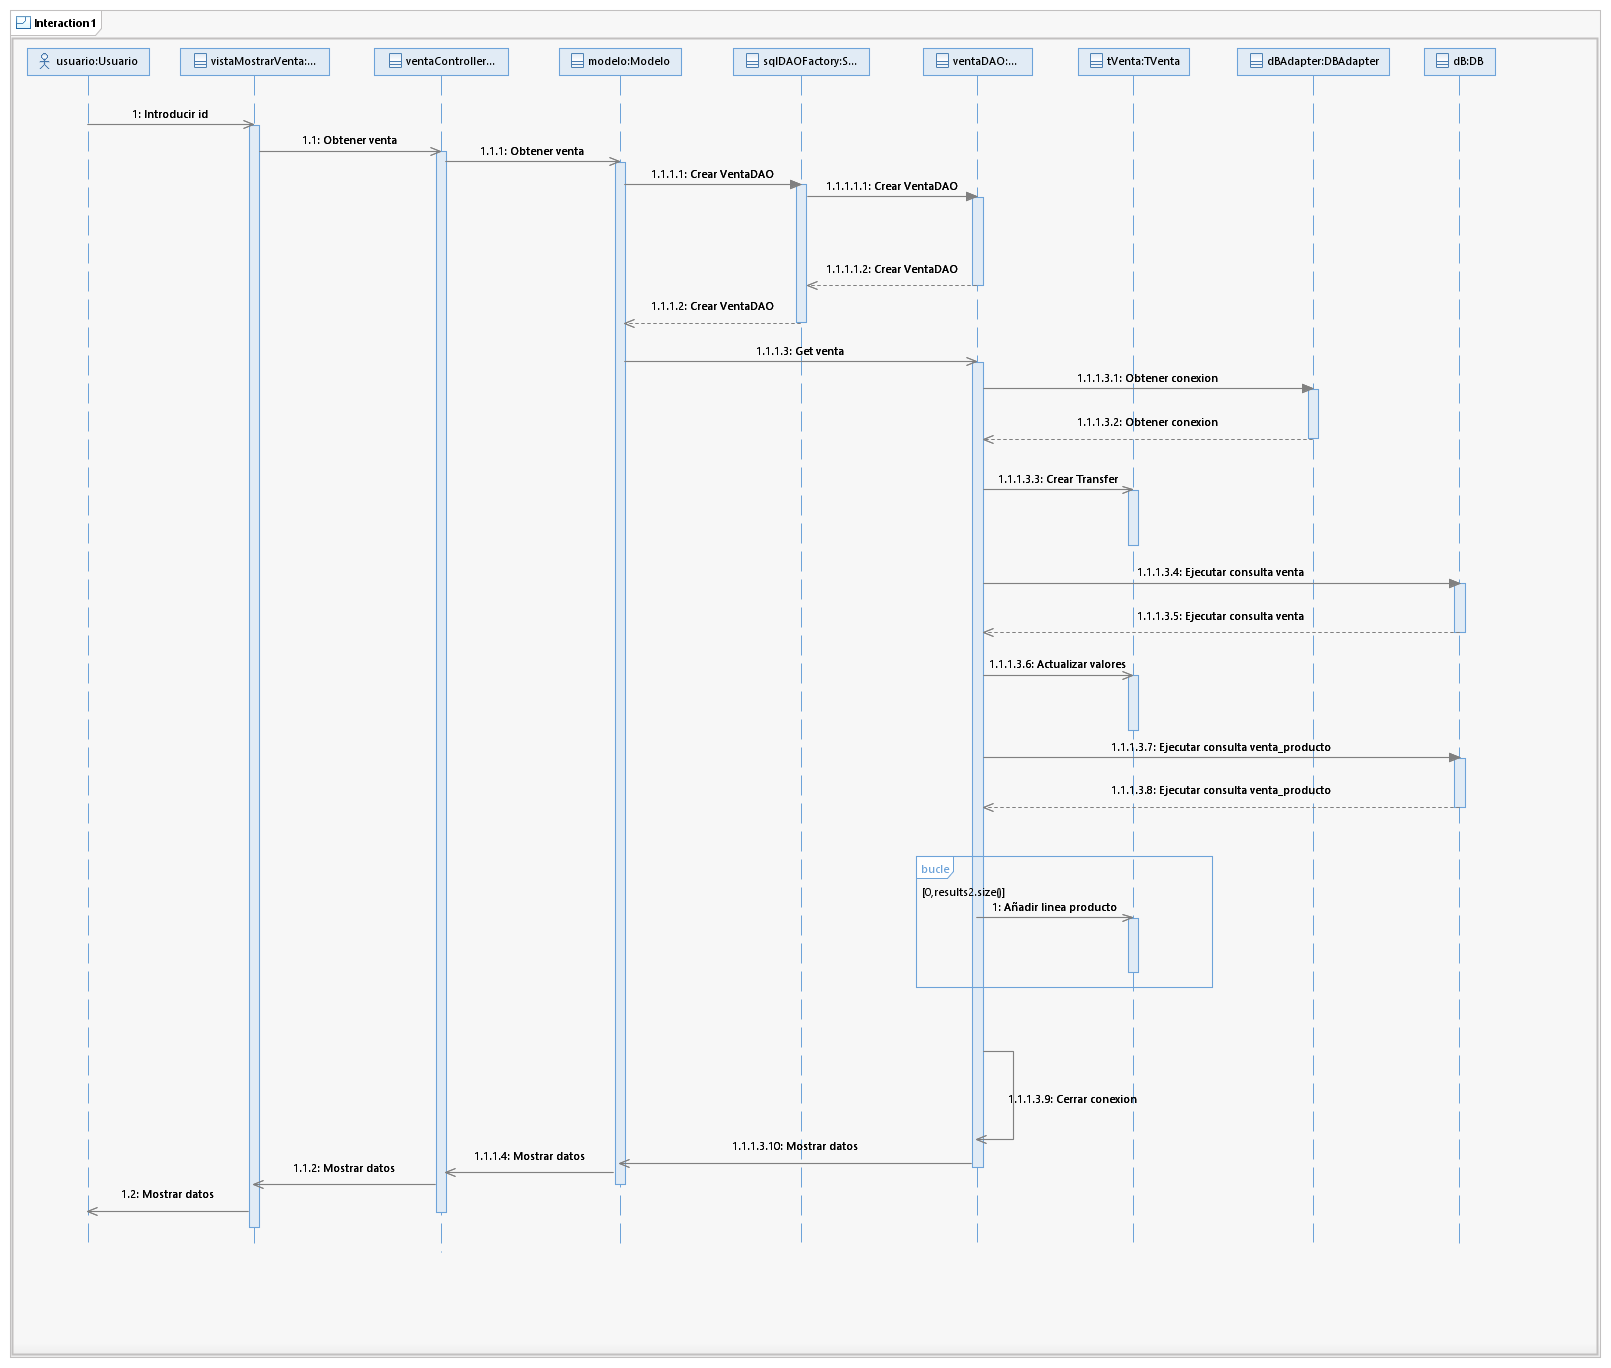 Interaction1
usuario:Usuario
vistaMostrarVenta:...
ventaController...
modelo:Modelo
sqlDAOFactory:S...
ventaDAO:...
tVenta:TVenta
dBAdapter:DBAdapter
dB:DB
1: Introducir id
1.1: Obtener venta
1.1.1: Obtener venta
1.1.1.1: Crear VentaDAO
1.1.1.1.1: Crear VentaDAO
1.1.1.1.2: Crear VentaDAO
1.1.1.2: Crear VentaDAO
1.1.1.3: Get venta
1.1.1.3.1: Obtener conexion
1.1.1.3.2: Obtener conexion
1.1.1.3.3: Crear Transfer
1.1.1.3.4: Ejecutar consulta venta
1.1.1.3.5: Ejecutar consulta venta
1.1.1.3.6: Actualizar valores
1.1.1.3.7: Ejecutar consulta venta_producto
1.1.1.3.8: Ejecutar consulta venta_producto
bucle
[0,results2.size()]
1: Añadir linea producto
1.1.1.3.9: Cerrar conexion
1.1.1.3.10: Mostrar datos
1.1.1.4: Mostrar datos
1.1.2: Mostrar datos
1.2: Mostrar datos